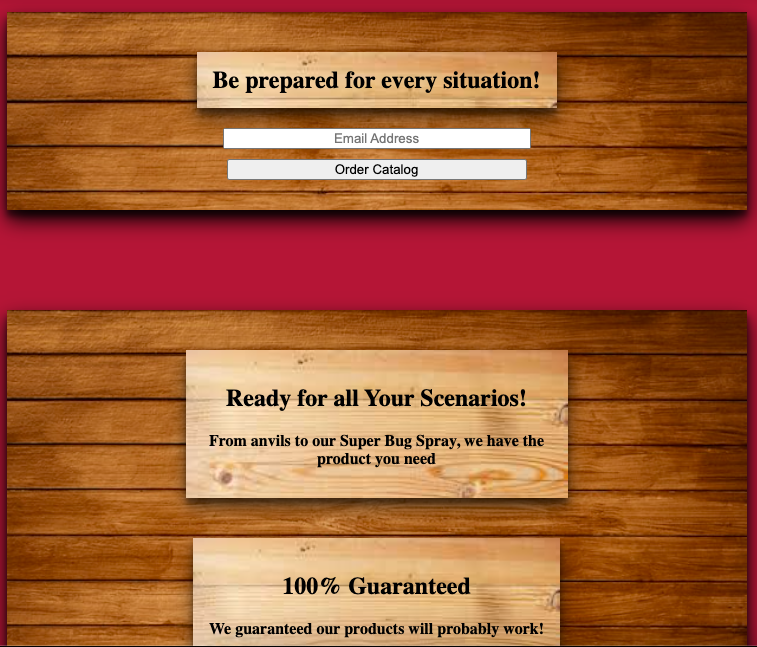 Be prepared for every situation!
Email Address
Order Catalog
Ready for all Your Scenarios!
From anvils to our Super Bug Spray, we have the
product you need
100% Guaranteed
We guaranteed our products will probably work!